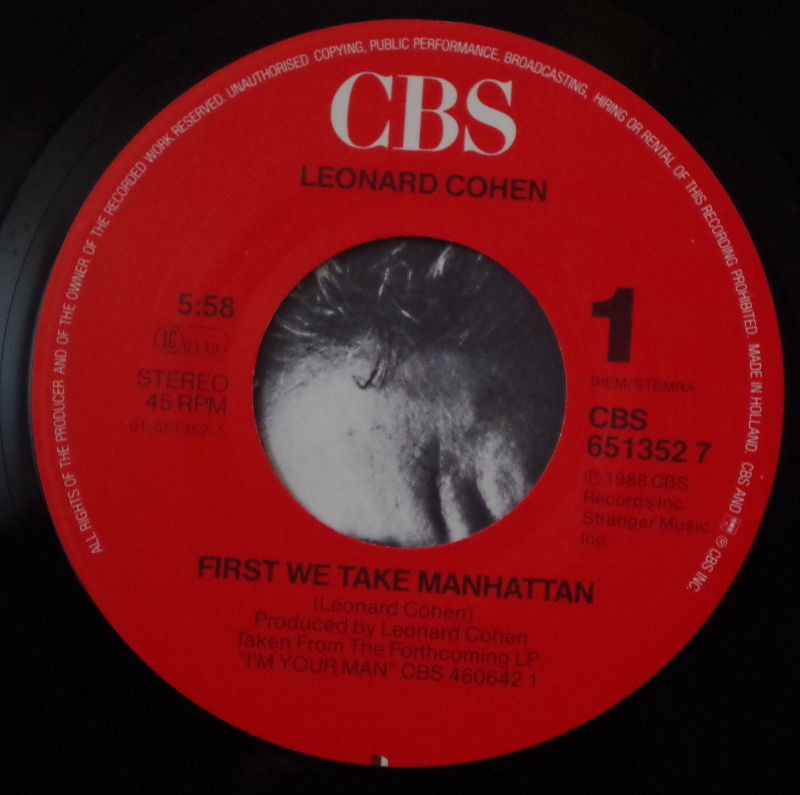 ALL RIGHTS OF THE PRODUCER AND OF THE OWNER OF THE RECORDED WORK RESERVED. UNAUTHORISED COPYING, PUBLIC PERFORMANCE, BROADCASTING, HIRING OR RENTAL OF THIS RECORDING PROHIBITED. MADE IN HOLLAND. CBS AND ® CBS INC.
CBS
LEONARD COHEN
5:58
LC 0149
STEREO
45 RPM
01-651352-1
1
BIEM/STEMRA
CBS
651352 7
℗ 1988 CBS
Records Inc.
Stranger Music
Inc.
FIRST WE TAKE MANHATTAN
(Leonard Cohen)
Produced by Leonard Cohen
Taken From The Forthcoming LP
"I'M YOUR MAN" CBS 460642 1